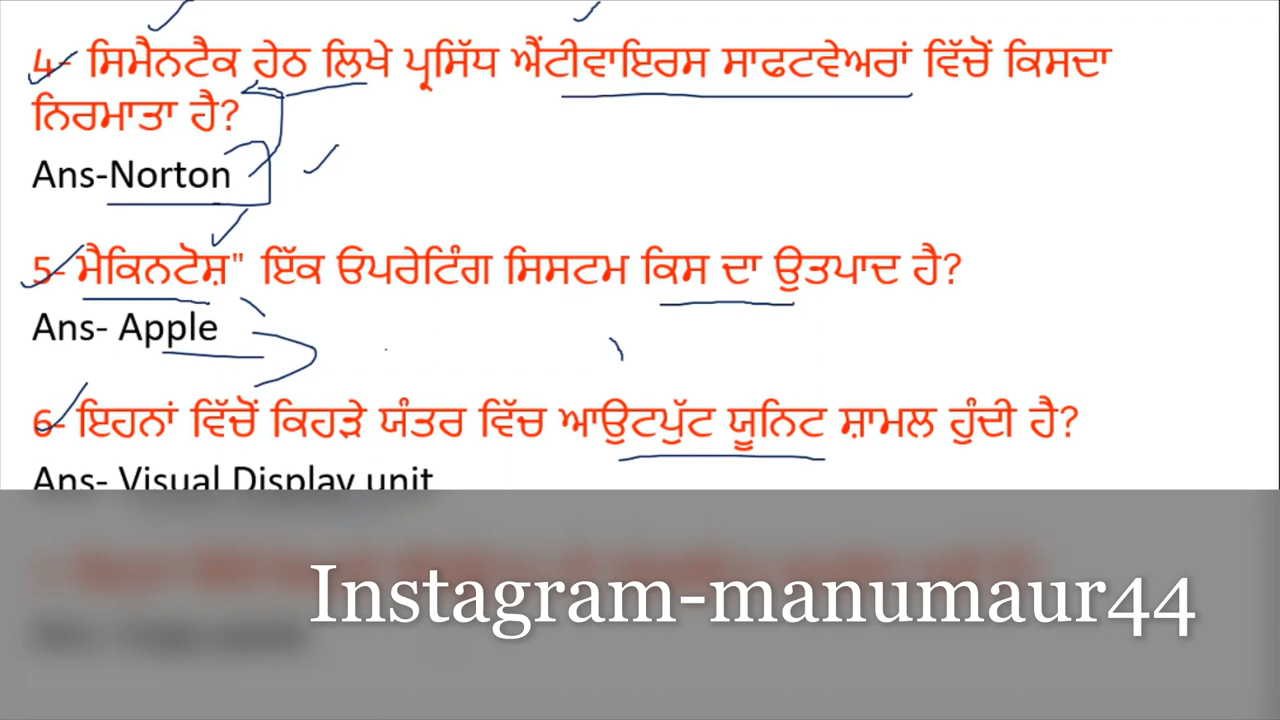 4- ਸਿਮੈਨਟੈਕ ਹੇਠ ਲਿਖੇ ਪ੍ਰਸਿੱਧ ਐਂਟੀਵਾਇਰਸ ਸਾਫਟਵੇਅਰਾਂ ਵਿੱਚੋਂ ਕਿਸਦਾ
ਨਿਰਮਾਤਾ ਹੈ?
Ans-Norton
5- ਮੈਕਿਨਟੋਸ਼" ਇੱਕ ਓਪਰੇਟਿੰਗ ਸਿਸਟਮ ਕਿਸ ਦਾ ਉਤਪਾਦ ਹੈ?
Ans- Apple
6- ਇਹਨਾਂ ਵਿੱਚੋਂ ਕਿਹੜੇ ਯੰਤਰ ਵਿੱਚ ਆਉਟਪੁੱਟ ਯੂਨਿਟ ਸ਼ਾਮਲ ਹੁੰਦੀ ਹੈ?
Ans- Visual Display unit
Instagram-manumaur44